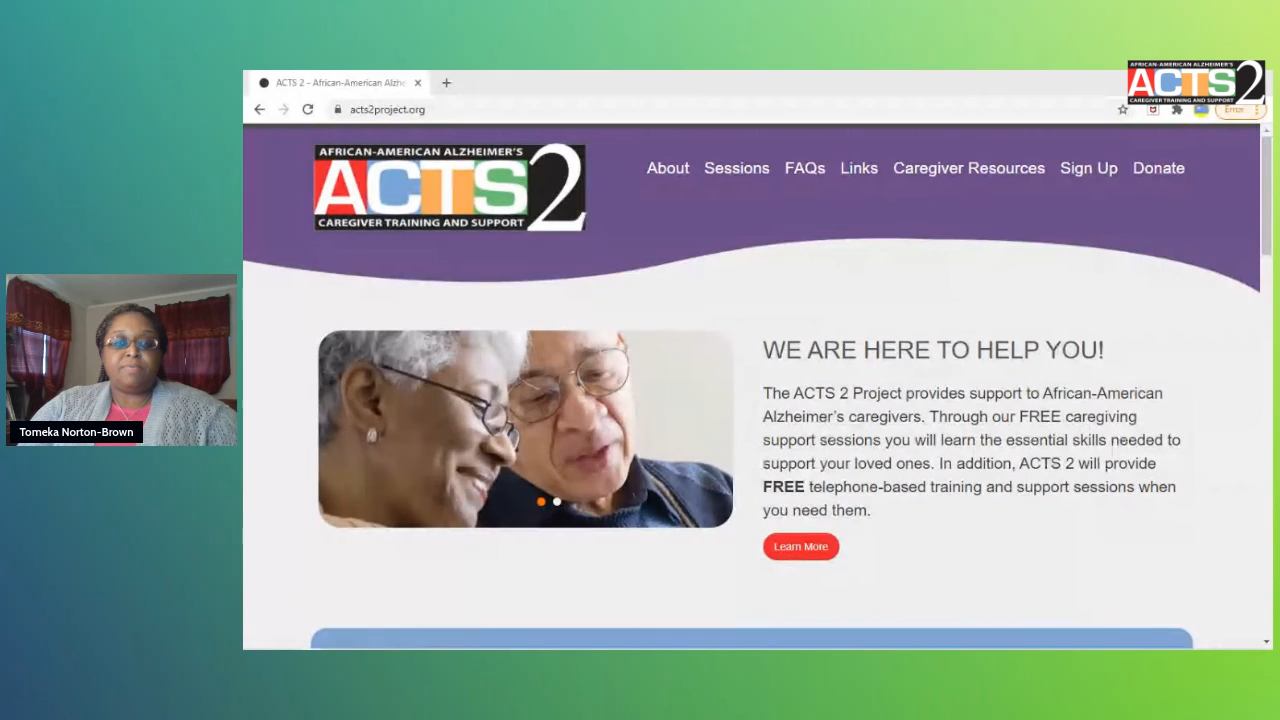 ACTS 2 – African-American Alzhe
acts2project.org
Error
AFRICAN-AMERICAN ALZHEIMER'S
ACTS2
CAREGIVER TRAINING AND SUPPORT
AFRICAN-AMERICAN ALZHEIMER'S
ACTS2
CAREGIVER TRAINING AND SUPPORT
About Sessions FAQs Links Caregiver Resources Sign Up Donate
WE ARE HERE TO HELP YOU!
The ACTS 2 Project provides support to African-American
Alzheimer's caregivers. Through our FREE caregiving
support sessions you will learn the essential skills needed to
support your loved ones. In addition, ACTS 2 will provide
FREE telephone-based training and support sessions when
you need them.
Learn More
Tomeka Norton-Brown